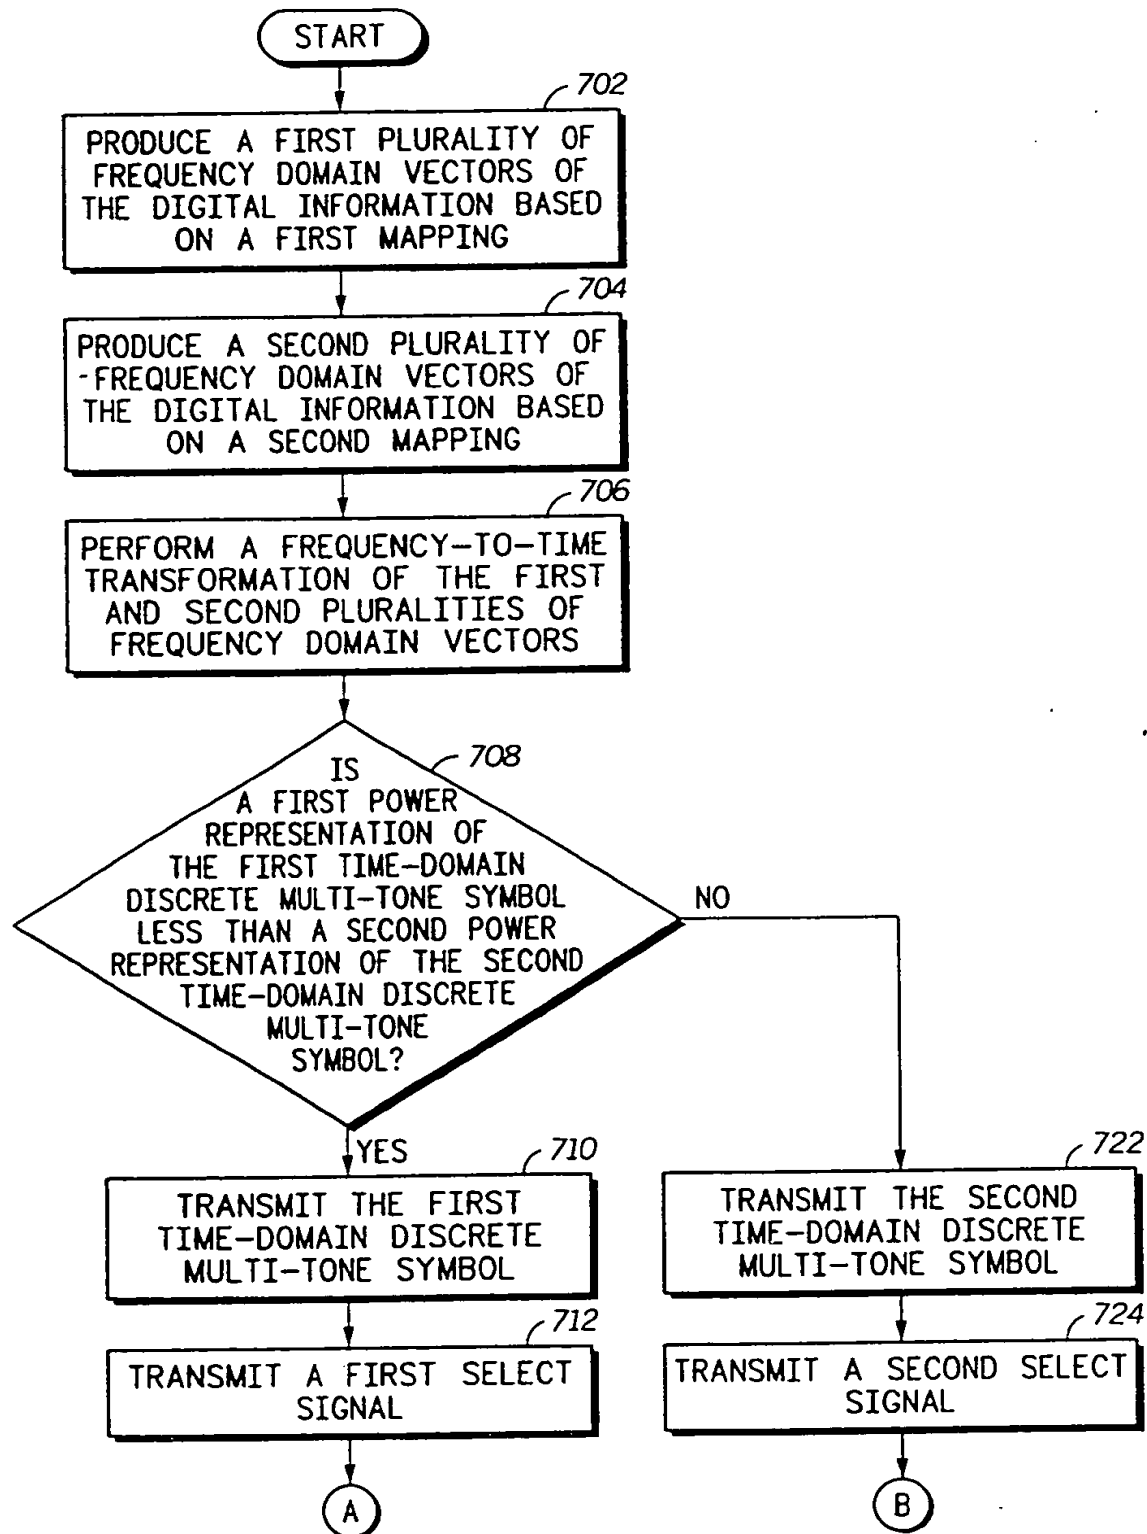 START
702
PRODUCE A FIRST PLURALITY OF
FREQUENCY DOMAIN VECTORS OF
THE DIGITAL INFORMATION BASED
ON A FIRST MAPPING
704
PRODUCE A SECOND PLURALITY OF
FREQUENCY DOMAIN VECTORS OF
THE DIGITAL INFORMATION BASED
ON A SECOND MAPPING
706
PERFORM A FREQUENCY-TO-TIME
TRANSFORMATION OF THE FIRST
AND SECOND PLURALITIES OF
FREQUENCY DOMAIN VECTORS
708
IS
A FIRST POWER
REPRESENTATION OF
THE FIRST TIME-DOMAIN
DISCRETE MULTI-TONE SYMBOL
LESS THAN A SECOND POWER
REPRESENTATION OF THE SECOND
TIME-DOMAIN DISCRETE
MULTI-TONE
SYMBOL?
NO
YES
710
TRANSMIT THE FIRST
TIME-DOMAIN DISCRETE
MULTI-TONE SYMBOL
712
TRANSMIT A FIRST SELECT
SIGNAL
A
722
TRANSMIT THE SECOND
TIME-DOMAIN DISCRETE
MULTI-TONE SYMBOL
724
TRANSMIT A SECOND SELECT
SIGNAL
B